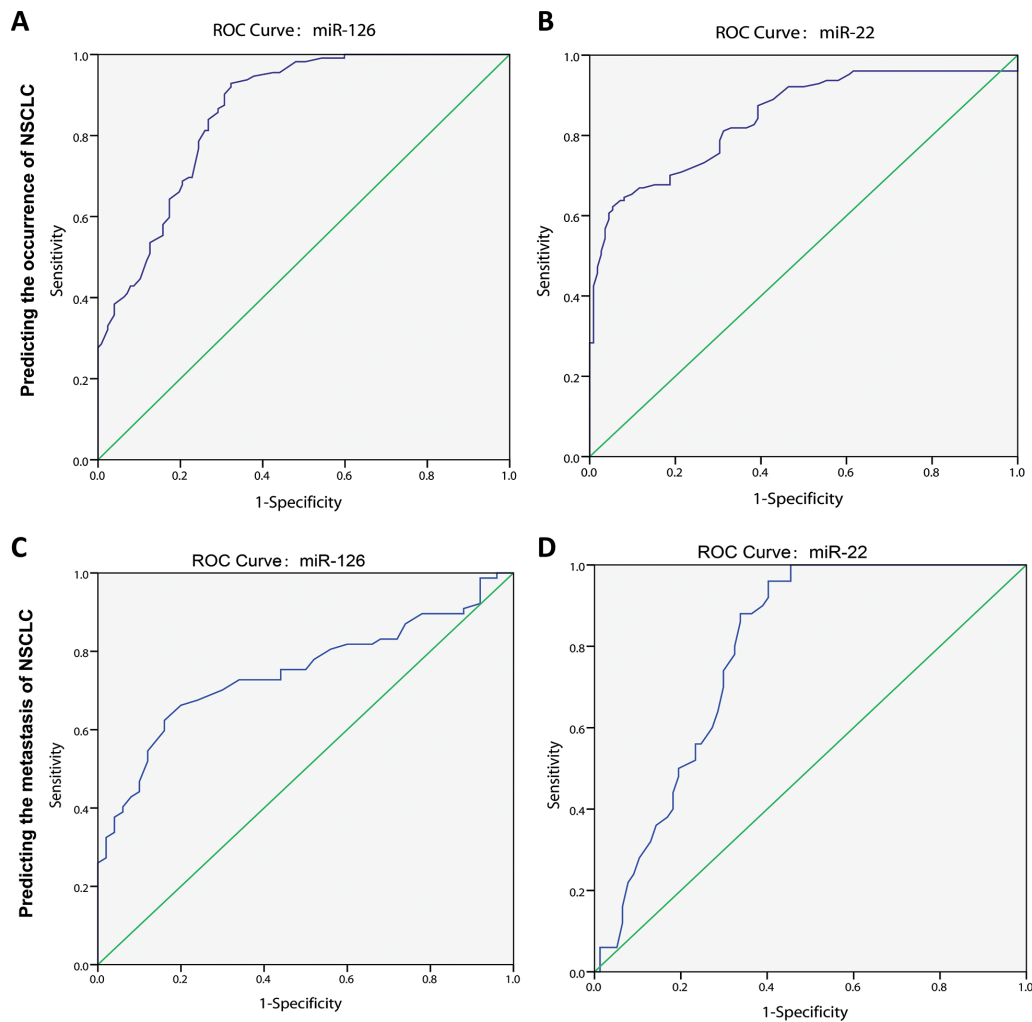 A
ROC Curve: miR-126
Predicting the occurrence of NSCLC
Sensitivity
1.0
0.8
0.6
0.4
0.2
0.0
0.0 0.2 0.4 0.6 0.8 1.0
1-Specificity
B
ROC Curve: miR-22
Sensitivity
1.0
0.8
0.6
0.4
0.2
0.0
0.0 0.2 0.4 0.6 0.8 1.0
1-Specificity
C
ROC Curve: miR-126
Predicting the metastasis of NSCLC
Sensitivity
1.0
0.8
0.6
0.4
0.2
0.0
0.0 0.2 0.4 0.6 0.8 1.0
1-Specificity
D
ROC Curve: miR-22
Sensitivity
1.0
0.8
0.6
0.4
0.2
0.0
0.0 0.2 0.4 0.6 0.8 1.0
1-Specificity